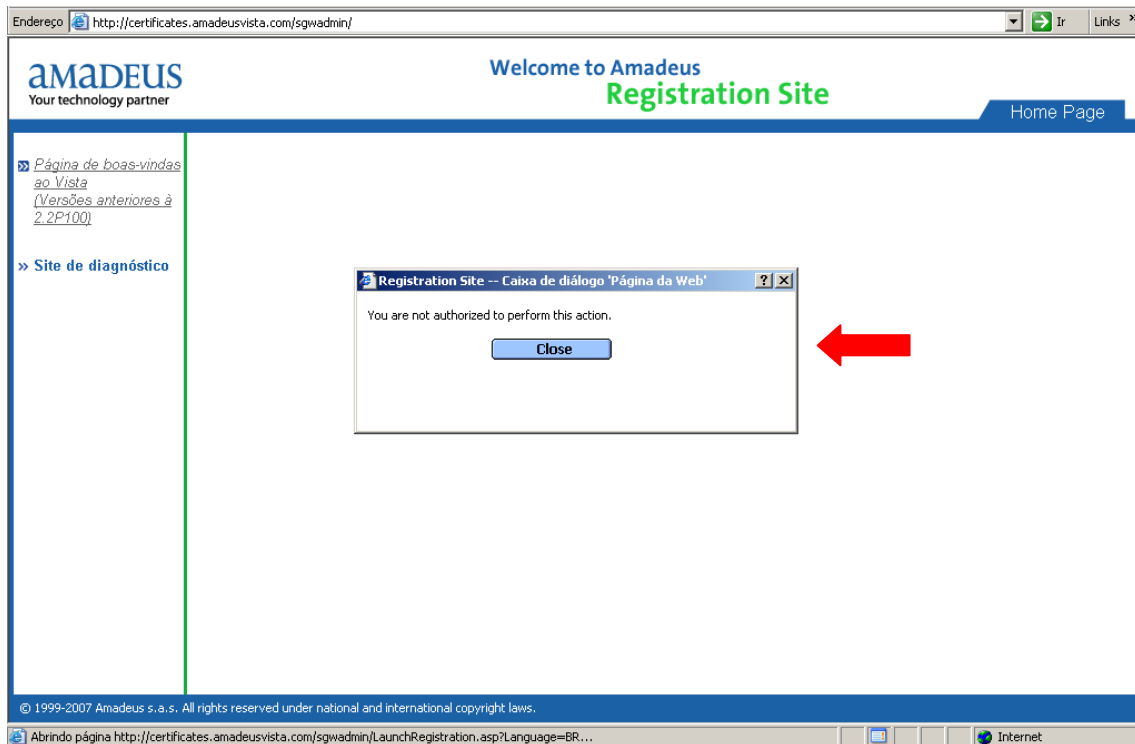 Endereço http://certificates.amadeusvista.com/sgwadmin/ Ir Links »
amadeus
Your technology partner
Welcome to Amadeus
Registration Site
Home Page
» Página de boas-vindas
ao Vista
(Versões anteriores à
2.2P100)
» Site de diagnóstico
Registration Site -- Caixa de diálogo 'Página da Web' ? X
You are not authorized to perform this action.
Close
© 1999-2007 Amadeus s.a.s. All rights reserved under national and international copyright laws.
Abrindo página http://certificates.amadeusvista.com/sgwadmin/LaunchRegistration.asp?Language=BR... Internet